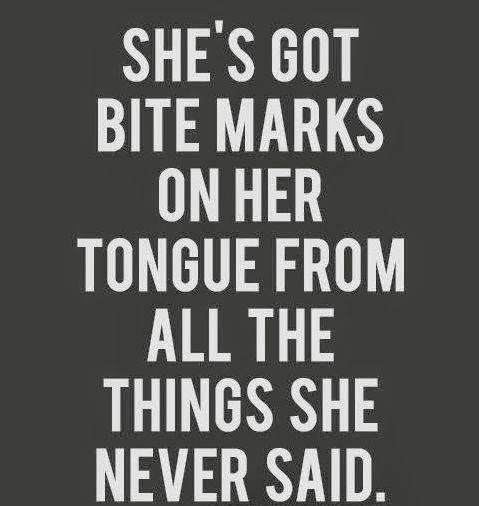 SHE'S GOT
BITE MARKS
ON HER
TONGUE FROM
ALL THE
THINGS SHE
NEVER SAID.